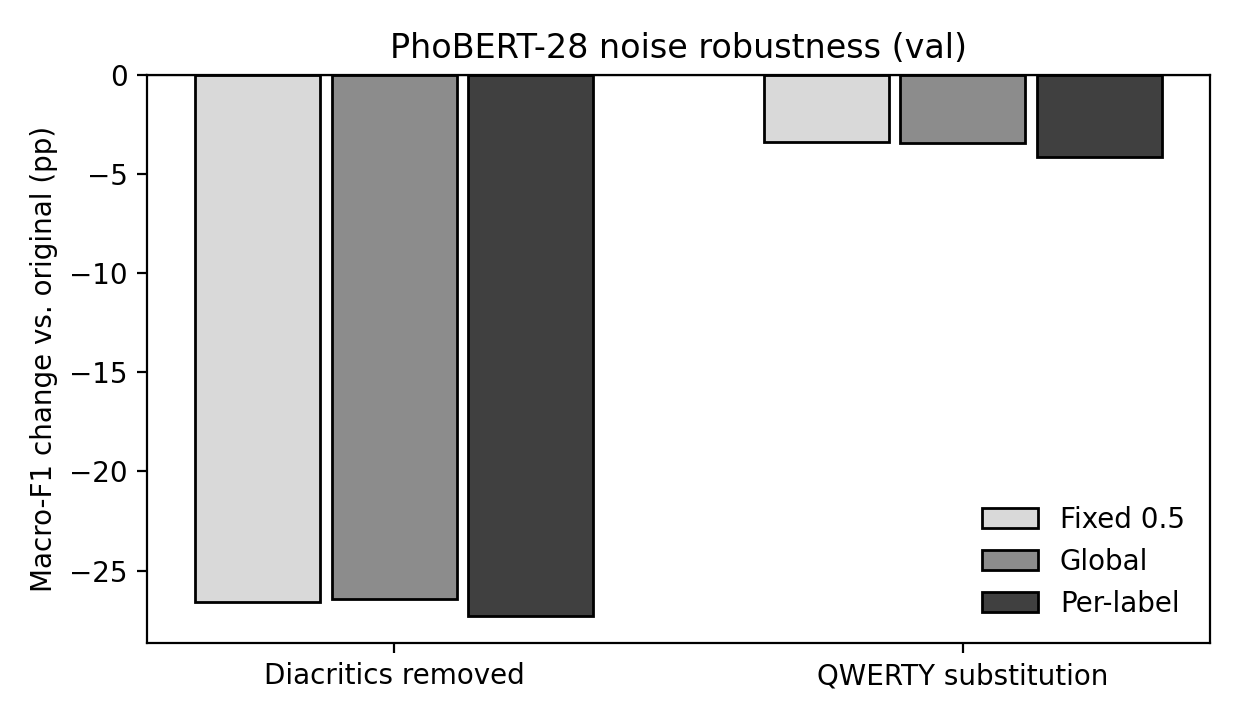 PhoBERT-28 noise robustness (val)
Macro-F1 change vs. original (pp)
0
−5
−10
−15
−20
−25
Diacritics removed
QWERTY substitution
Fixed 0.5
Global
Per-label